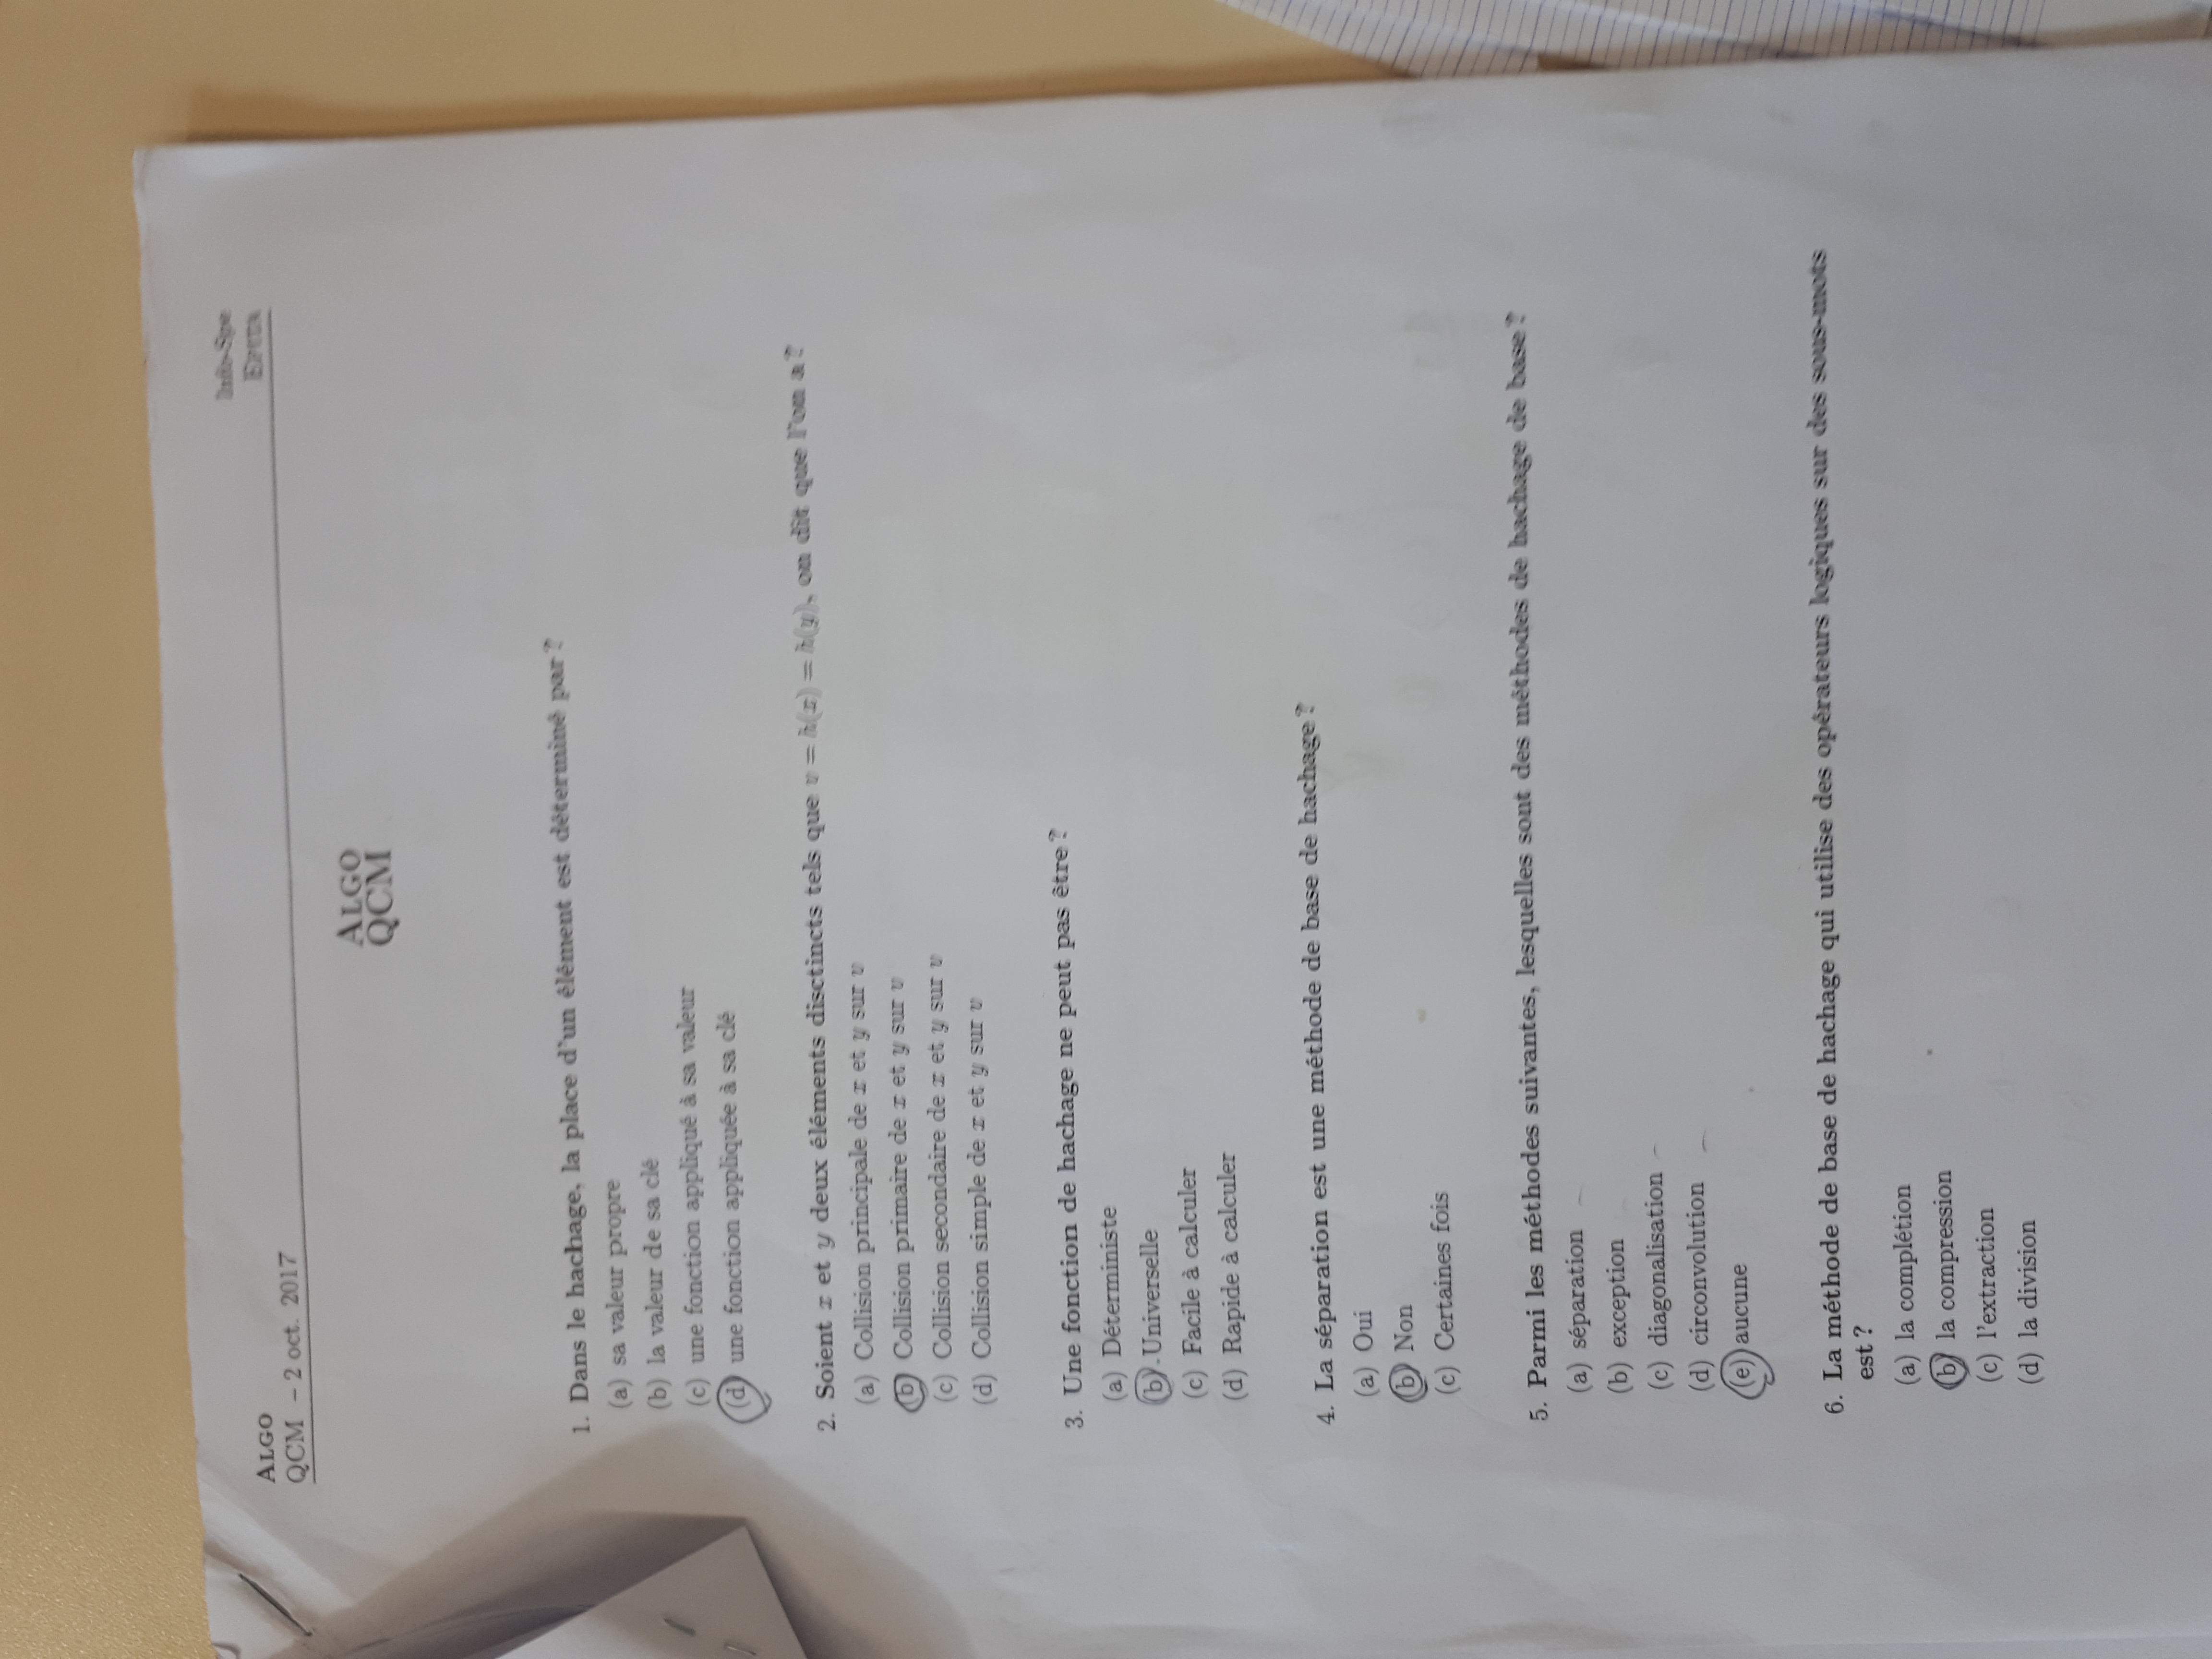 Info-Spe
EPITA
ALGO
QCM – 2 oct. 2017
ALGO
QCM
1. Dans le hachage, la place d'un élément est déterminé par ?
(a) sa valeur propre
(b) la valeur de sa clé
(c) une fonction appliqué à sa valeur
(d) une fonction appliquée à sa clé
2. Soient x et y deux éléments disctincts tels que v = h(x) = h(y), on dit que l'on a ?
(a) Collision principale de x et y sur v
(b) Collision primaire de x et y sur v
(c) Collision secondaire de x et y sur v
(d) Collision simple de x et y sur v
3. Une fonction de hachage ne peut pas être ?
(a) Déterministe
(b) Universelle
(c) Facile à calculer
(d) Rapide à calculer
4. La séparation est une méthode de base de hachage ?
(a) Oui
(b) Non
(c) Certaines fois
5. Parmi les méthodes suivantes, lesquelles sont des méthodes de hachage de base ?
(a) séparation
(b) exception
(c) diagonalisation
(d) circonvolution
(e) aucune
6. La méthode de base de hachage qui utilise des opérateurs logiques sur des sous-mots
est ?
(a) la complétion
(b) la compression
(c) l'extraction
(d) la division